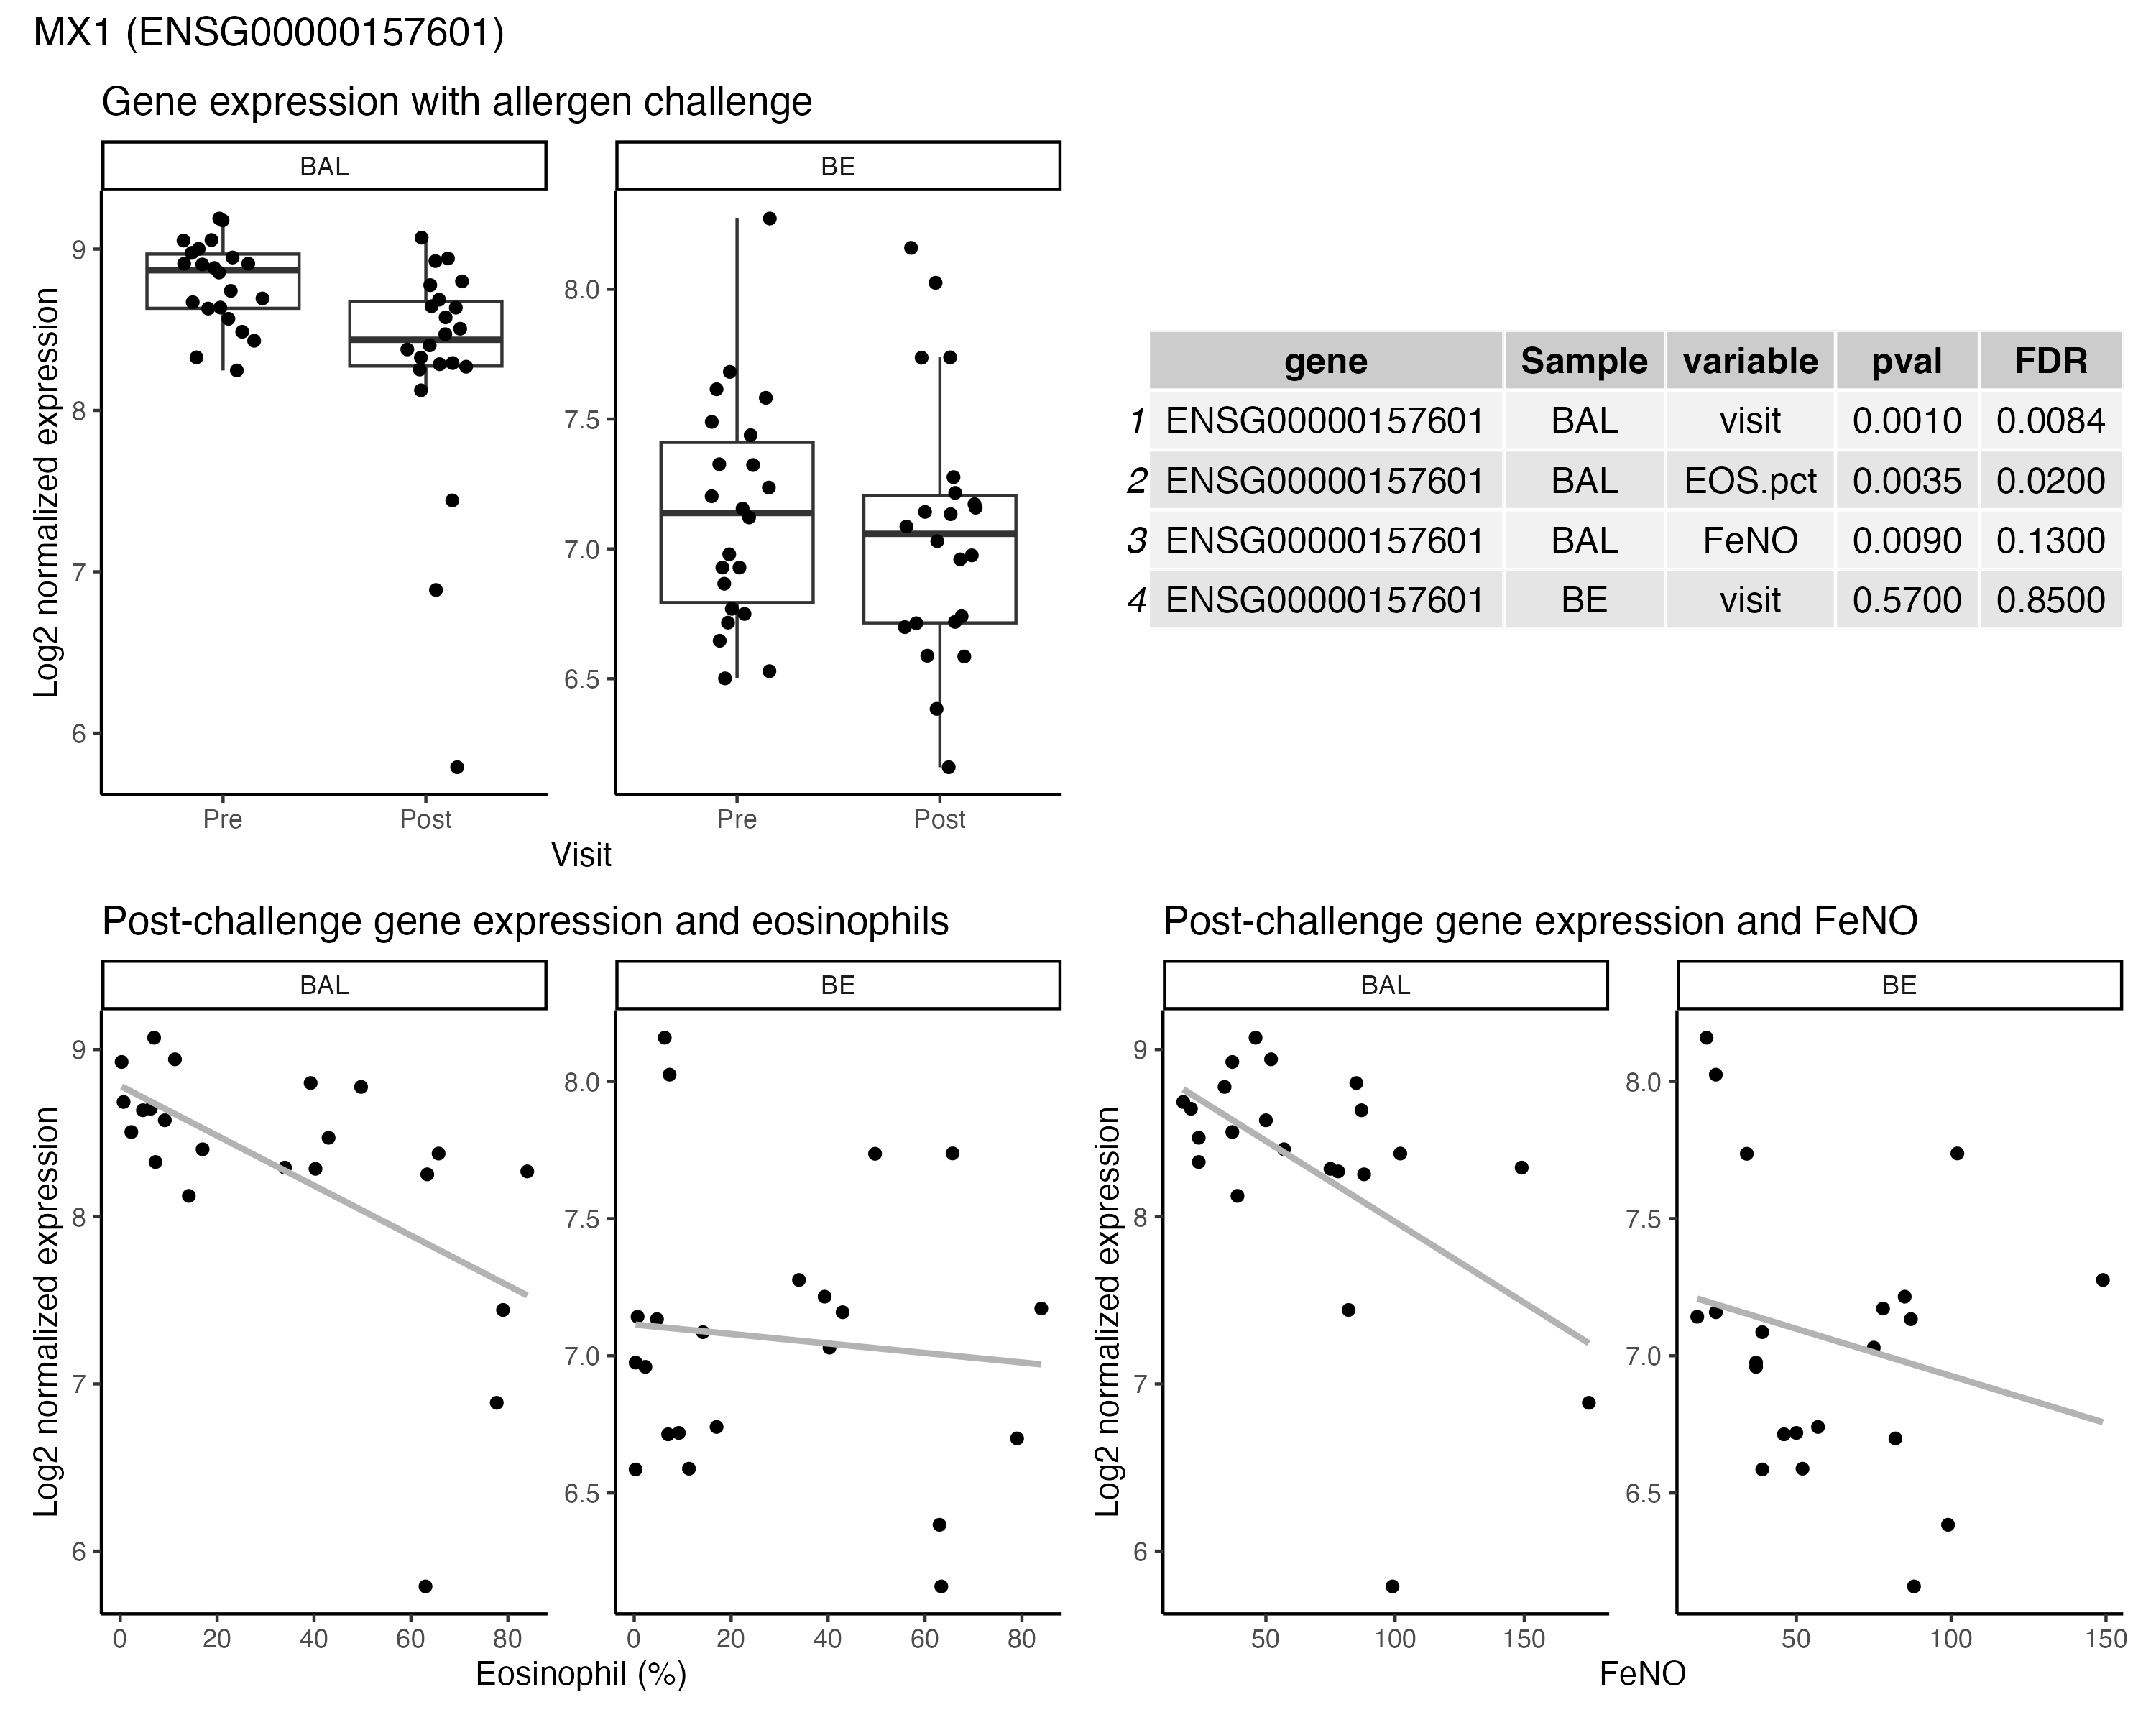 MX1 (ENSG00000157601)
Gene expression with allergen challenge
BAL BE
Log2 normalized expression
9
8
7
6
8.0
7.5
7.0
6.5
Pre Post Pre Post
Visit
gene Sample variable pval FDR
1 ENSG00000157601 BAL visit 0.0010 0.0084
2 ENSG00000157601 BAL EOS.pct 0.0035 0.0200
3 ENSG00000157601 BAL FeNO 0.0090 0.1300
4 ENSG00000157601 BE visit 0.5700 0.8500
Post-challenge gene expression and eosinophils
BAL BE
Log2 normalized expression
9
8
7
6
8.0
7.5
7.0
6.5
0 20 40 60 80 0 20 40 60 80
Eosinophil (%)
Post-challenge gene expression and FeNO
BAL BE
Log2 normalized expression
9
8
7
6
8.0
7.5
7.0
6.5
50 100 150 50 100 150
FeNO